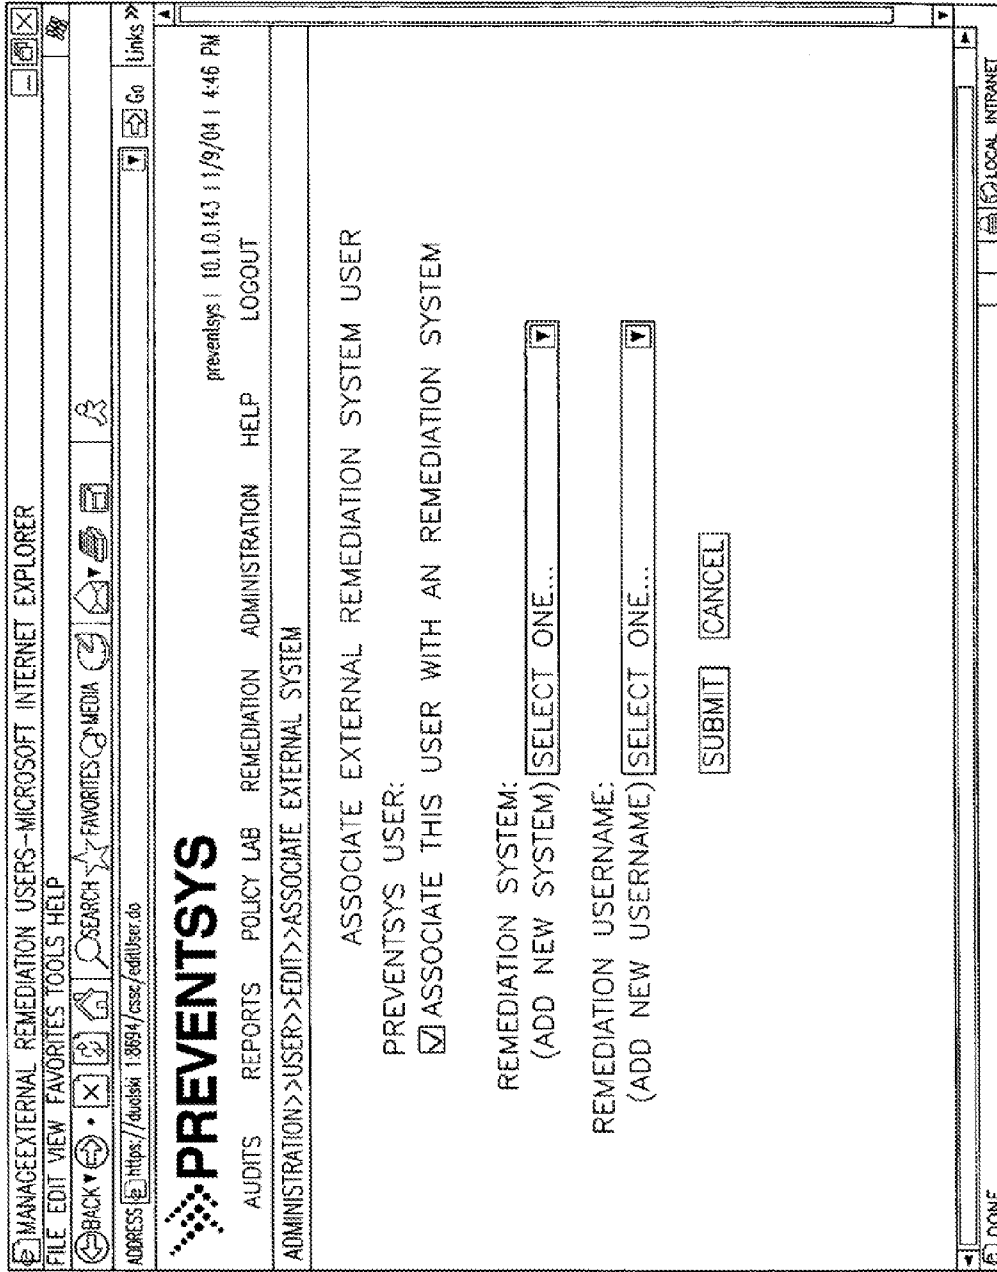 MANAGEEXTERNAL REMEDIATION USERS-MICROSOFT INTERNET EXPLORER
FILE EDIT VIEW FAVORITES TOOLS HELP
BACK SEARCH FAVORITES MEDIA
ADDRESS https://duolski 1:8694/cssc/editUser.do Go Links »
PREVENTSYS
preventsys | 10.1.0.143 | 1/9/04 | 4:46 PM
AUDITS REPORTS POLICY LAB REMEDIATION ADMINISTRATION HELP LOGOUT
ADMINISTRATION>>USER>>EDIT>>ASSOCIATE EXTERNAL SYSTEM
ASSOCIATE EXTERNAL REMEDIATION SYSTEM USER
PREVENTSYS USER:
ASSOCIATE THIS USER WITH AN REMEDIATION SYSTEM
REMEDIATION SYSTEM:
(ADD NEW SYSTEM) SELECT ONE...
REMEDIATION USERNAME:
(ADD NEW USERNAME) SELECT ONE...
SUBMIT CANCEL
DONE LOCAL INTRANET